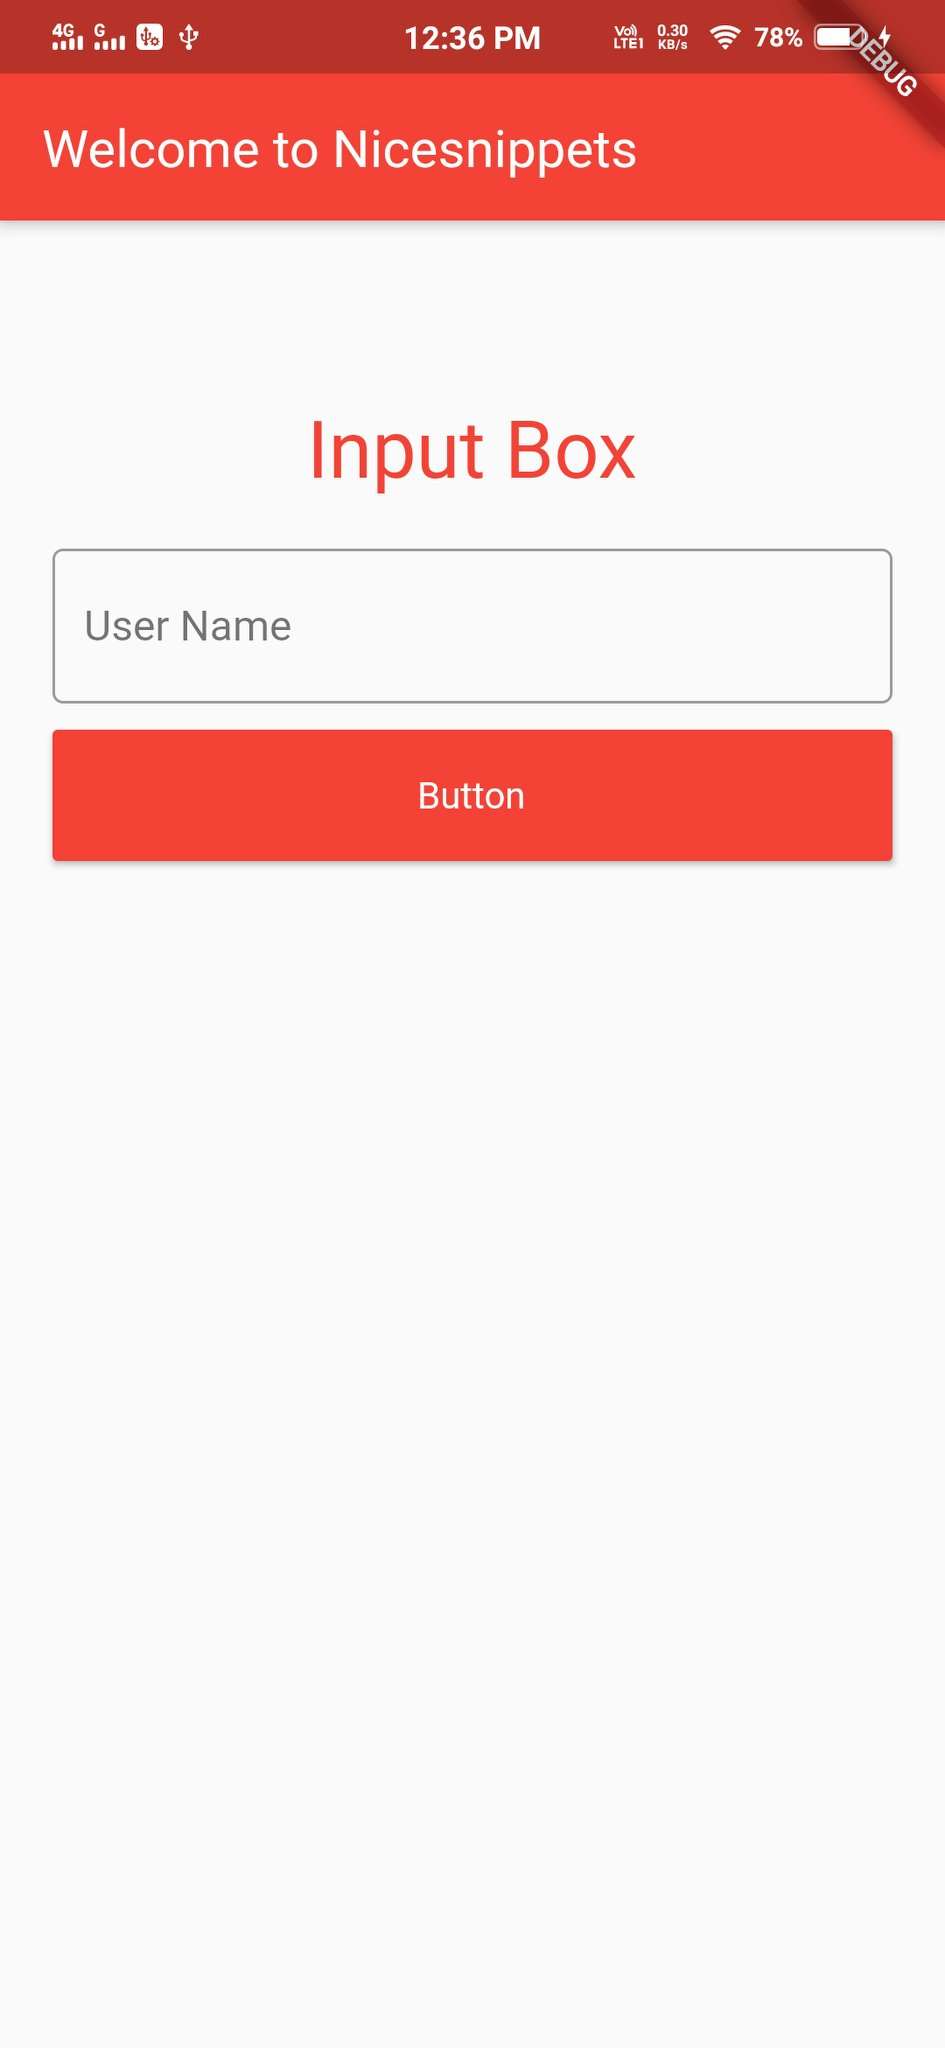 4G G 12:36 PM Vo) LTE1 0.30 KB/s 78%
DEBUG
Welcome to Nicesnippets
Input Box
User Name
Button